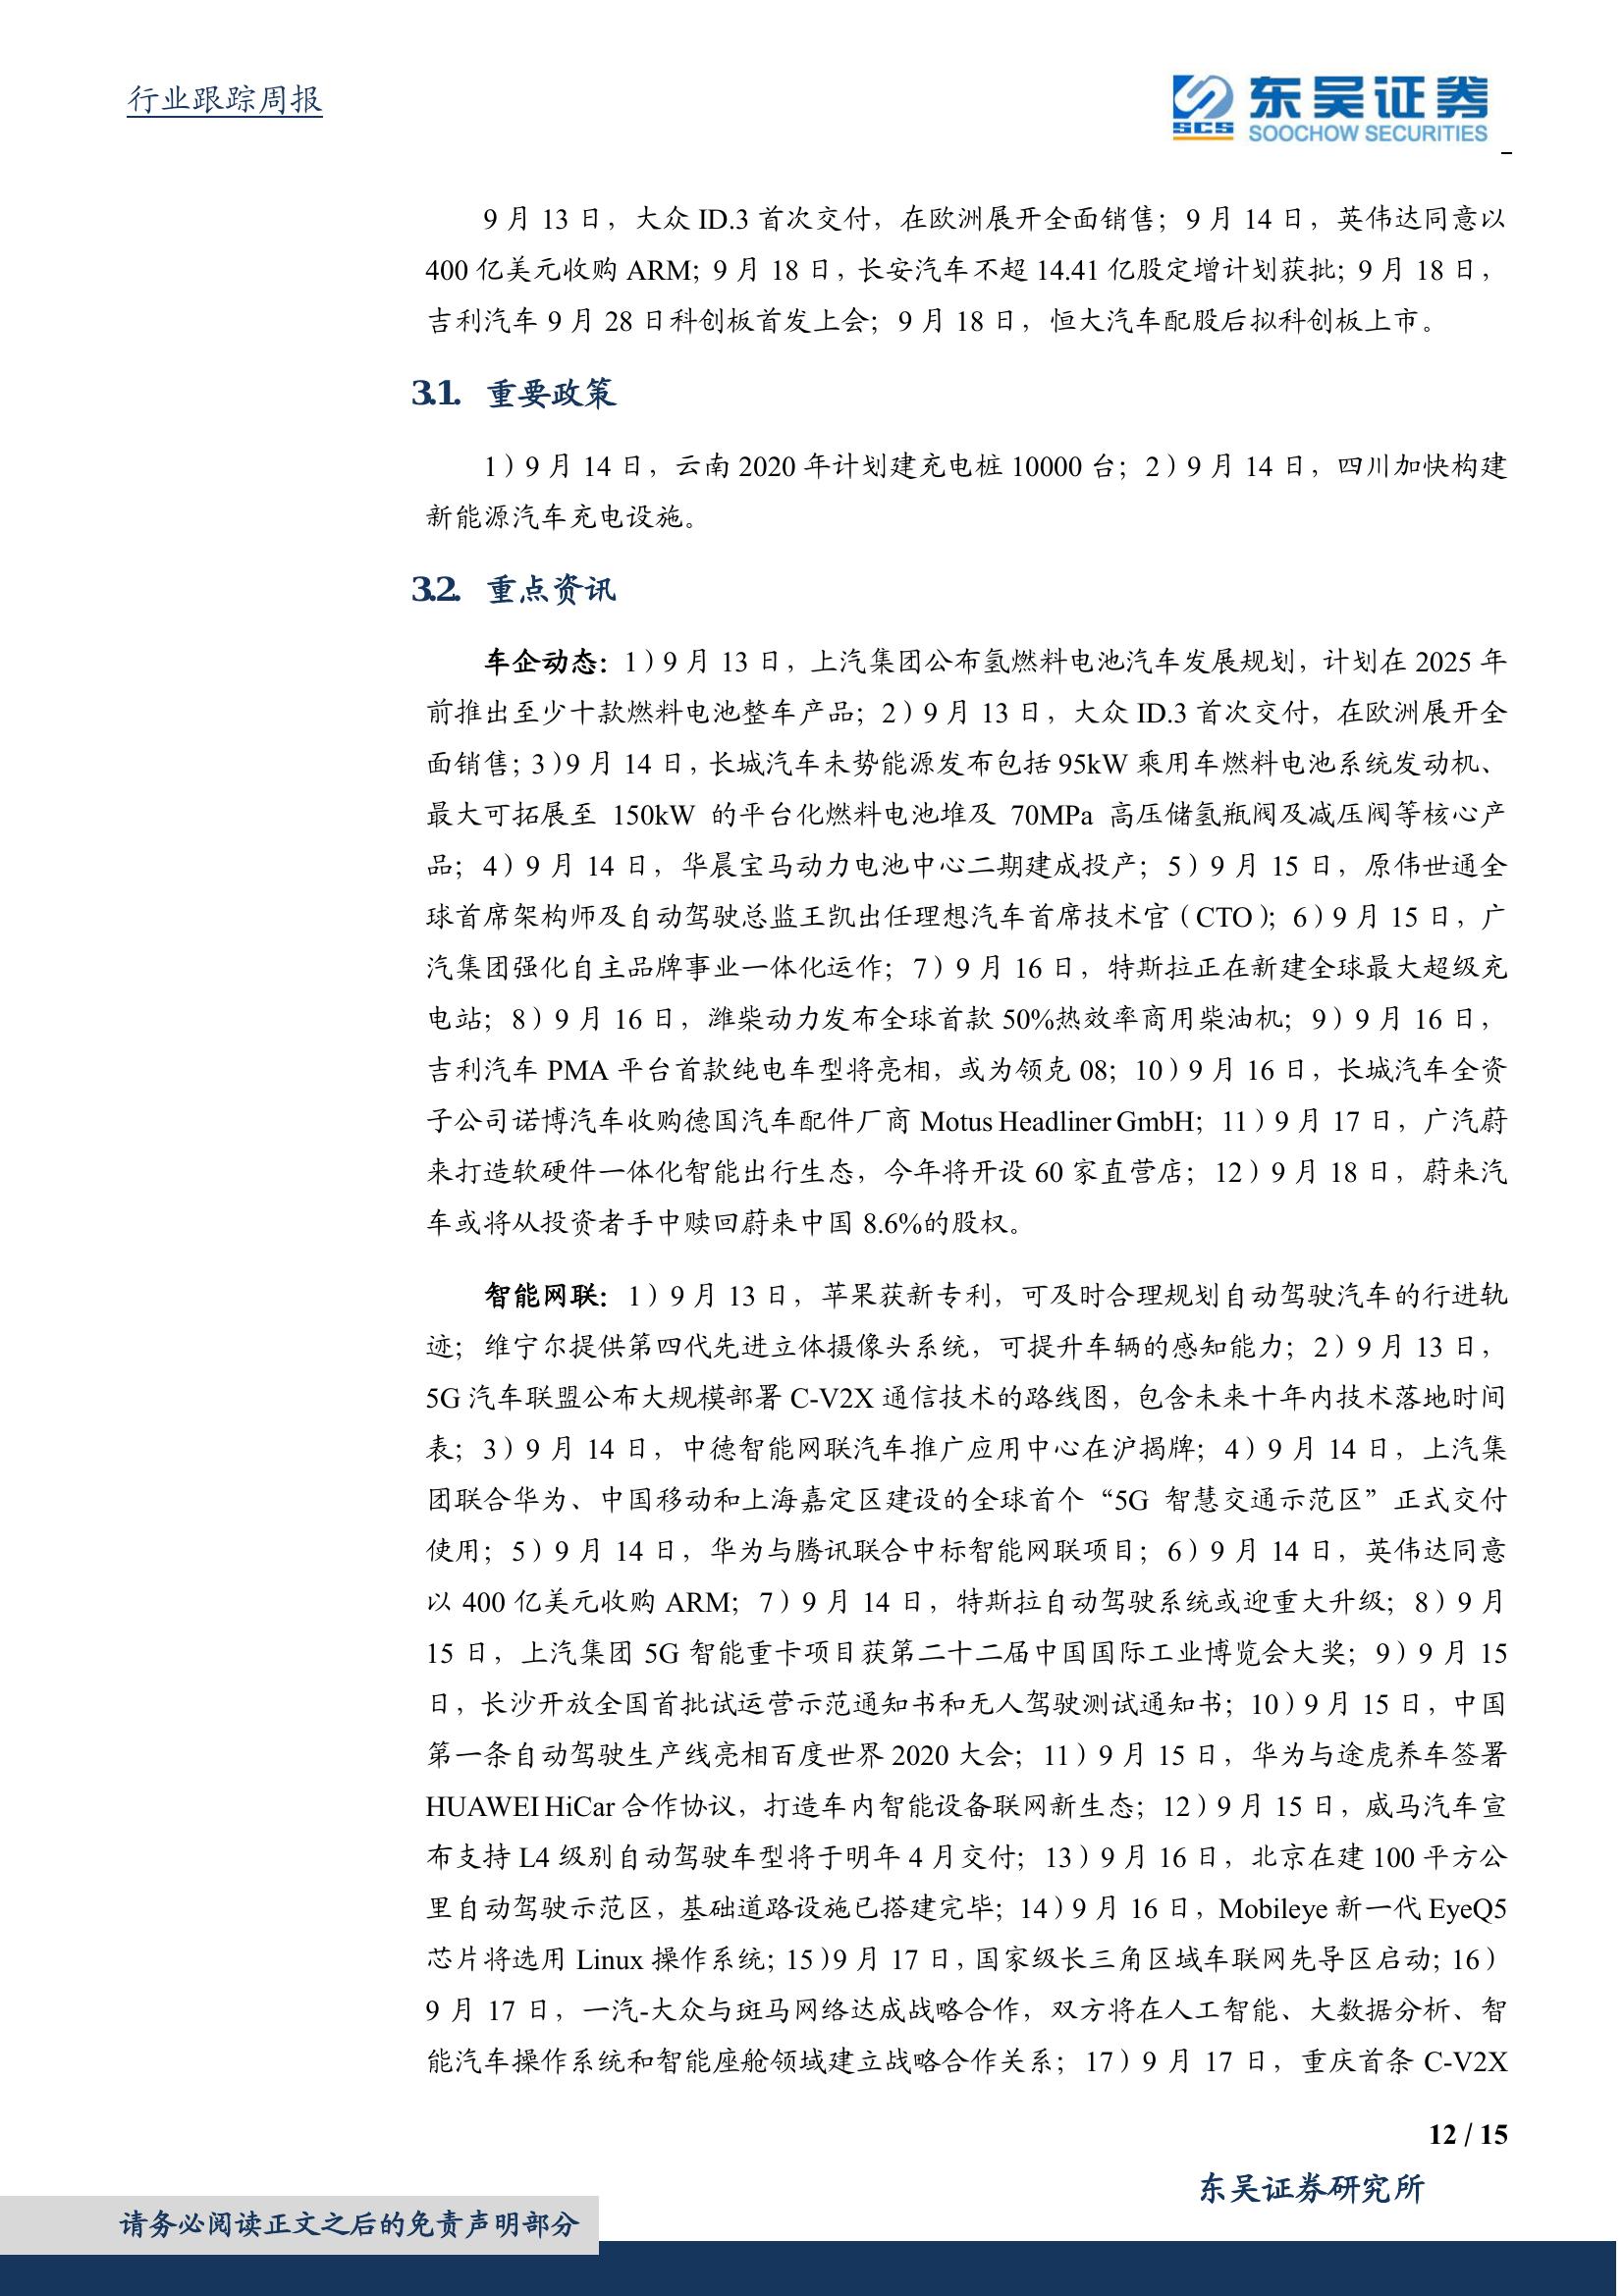 行业跟踪周报
SCS 东吴证券
SOOCHOW SECURITIES
9 月 13 日，大众 ID.3 首次交付，在欧洲展开全面销售；9 月 14 日，英伟达同意以
400 亿美元收购 ARM；9 月 18 日，长安汽车不超 14.41 亿股定增计划获批；9 月 18 日，
吉利汽车 9 月 28 日科创板首发上会；9 月 18 日，恒大汽车配股后拟科创板上市。
3.1. 重要政策
1）9 月 14 日，云南 2020 年计划建充电桩 10000 台；2）9 月 14 日，四川加快构建
新能源汽车充电设施。
3.2. 重点资讯
车企动态：1）9 月 13 日，上汽集团公布氢燃料电池汽车发展规划，计划在 2025 年
前推出至少十款燃料电池整车产品；2）9 月 13 日，大众 ID.3 首次交付，在欧洲展开全
面销售；3）9 月 14 日，长城汽车未势能源发布包括 95kW 乘用车燃料电池系统发动机、
最大可拓展至 150kW 的平台化燃料电池堆及 70MPa 高压储氢瓶阀及减压阀等核心产
品；4）9 月 14 日，华晨宝马动力电池中心二期建成投产；5）9 月 15 日，原伟世通全
球首席架构师及自动驾驶总监王凯出任理想汽车首席技术官（CTO）；6）9 月 15 日，广
汽集团强化自主品牌事业一体化运作；7）9 月 16 日，特斯拉正在新建全球最大超级充
电站；8）9 月 16 日，潍柴动力发布全球首款 50%热效率商用柴油机；9）9 月 16 日，
吉利汽车 PMA 平台首款纯电车型将亮相，或为领克 08；10）9 月 16 日，长城汽车全资
子公司诺博汽车收购德国汽车配件厂商 Motus Headliner GmbH；11）9 月 17 日，广汽蔚
来打造软硬件一体化智能出行生态，今年将开设 60 家直营店；12）9 月 18 日，蔚来汽
车或将从投资者手中赎回蔚来中国 8.6%的股权。
智能网联：1）9 月 13 日，苹果获新专利，可及时合理规划自动驾驶汽车的行进轨
迹；维宁尔提供第四代先进立体摄像头系统，可提升车辆的感知能力；2）9 月 13 日，
5G 汽车联盟公布大规模部署 C-V2X 通信技术的路线图，包含未来十年内技术落地时间
表；3）9 月 14 日，中德智能网联汽车推广应用中心在沪揭牌；4）9 月 14 日，上汽集
团联合华为、中国移动和上海嘉定区建设的全球首个“5G 智慧交通示范区”正式交付
使用；5）9 月 14 日，华为与腾讯联合中标智能网联项目；6）9 月 14 日，英伟达同意
以 400 亿美元收购 ARM；7）9 月 14 日，特斯拉自动驾驶系统或迎重大升级；8）9 月
15 日，上汽集团 5G 智能重卡项目获第二十二届中国国际工业博览会大奖；9）9 月 15
日，长沙开放全国首批试运营示范通知书和无人驾驶测试通知书；10）9 月 15 日，中国
第一条自动驾驶生产线亮相百度世界 2020 大会；11）9 月 15 日，华为与途虎养车签署
HUAWEI HiCar 合作协议，打造车内智能设备联网新生态；12）9 月 15 日，威马汽车宣
布支持 L4 级别自动驾驶车型将于明年 4 月交付；13）9 月 16 日，北京在建 100 平方公
里自动驾驶示范区，基础道路设施已搭建完毕；14）9 月 16 日，Mobileye 新一代 EyeQ5
芯片将选用 Linux 操作系统；15）9 月 17 日，国家级长三角区域车联网先导区启动；16）
9 月 17 日，一汽-大众与斑马网络达成战略合作，双方将在人工智能、大数据分析、智
能汽车操作系统和智能座舱领域建立战略合作关系；17）9 月 17 日，重庆首条 C-V2X
12 / 15
东吴证券研究所
请务必阅读正文之后的免责声明部分